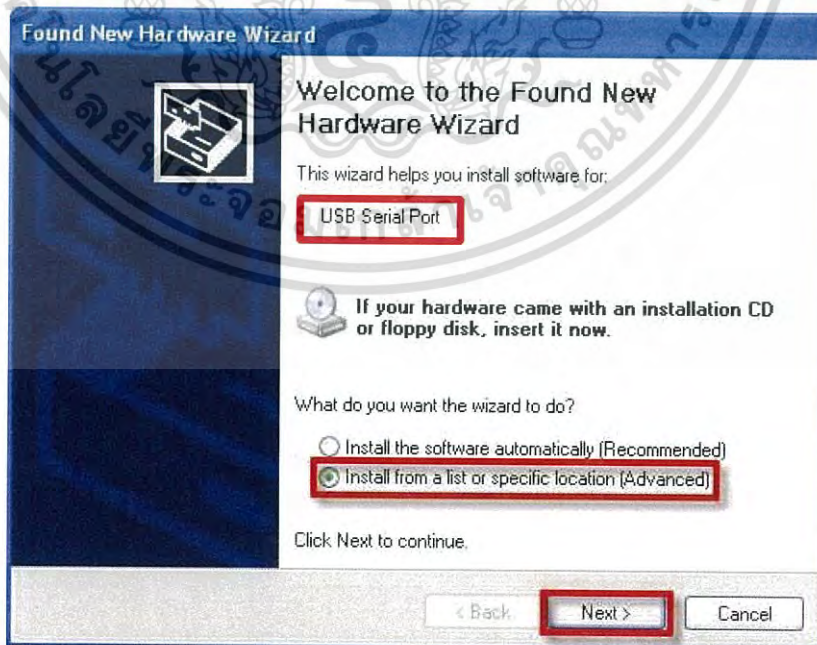 Found New Hardware Wizard
Welcome to the Found New
Hardware Wizard
This wizard helps you install software for:
USB Serial Port
If your hardware came with an installation CD
or floppy disk, insert it now.
What do you want the wizard to do?
Install the software automatically (Recommended)
Install from a list or specific location (Advanced)
Click Next to continue.
< Back
Next >
Cancel